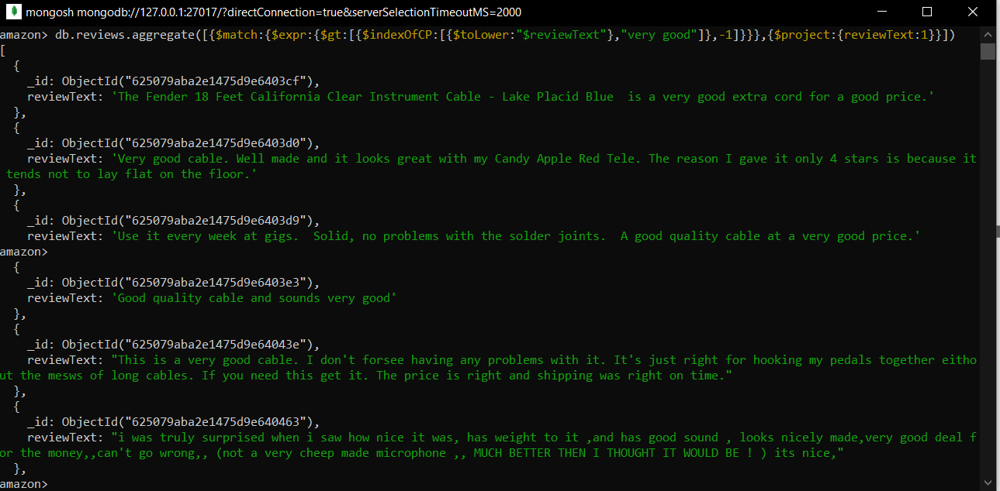 mongosh mongodb://127.0.0.1:27017/?directConnection=true&serverSelectionTimeoutMS=2000
amazon> db.reviews.aggregate([{$match:{$expr:{$gt:[{$indexOfCP:[{$toLower:"$reviewText"},"very good"]},-1]}}},{$project:{reviewText:1}}])
[
  {
    _id: ObjectId("625079aba2e1475d9e6403cf"),
    reviewText: 'The Fender 18 Feet California Clear Instrument Cable - Lake Placid Blue  is a very good extra cord for a good price.'
  },
  {
    _id: ObjectId("625079aba2e1475d9e6403d0"),
    reviewText: 'Very good cable. Well made and it looks great with my Candy Apple Red Tele. The reason I gave it only 4 stars is because it
 tends not to lay flat on the floor.'
  },
  {
    _id: ObjectId("625079aba2e1475d9e6403d9"),
    reviewText: 'Use it every week at gigs.  Solid, no problems with the solder joints.  A good quality cable at a very good price.'
amazon>
  {
    _id: ObjectId("625079aba2e1475d9e6403e3"),
    reviewText: 'Good quality cable and sounds very good'
  },
  {
    _id: ObjectId("625079aba2e1475d9e64043e"),
    reviewText: "This is a very good cable. I don't forsee having any problems with it. It's just right for hooking my pedals together eitho
ut the mesws of long cables. If you need this get it. The price is right and shipping was right on time."
  },
  {
    _id: ObjectId("625079aba2e1475d9e640463"),
    reviewText: "i was truly surprised when i saw how nice it was, has weight to it ,and has good sound , looks nicely made,very good deal f
or the money,,can't go wrong,, (not a very cheep made microphone ,, MUCH BETTER THEN I THOUGHT IT WOULD BE ! ) its nice,"
  },
amazon>